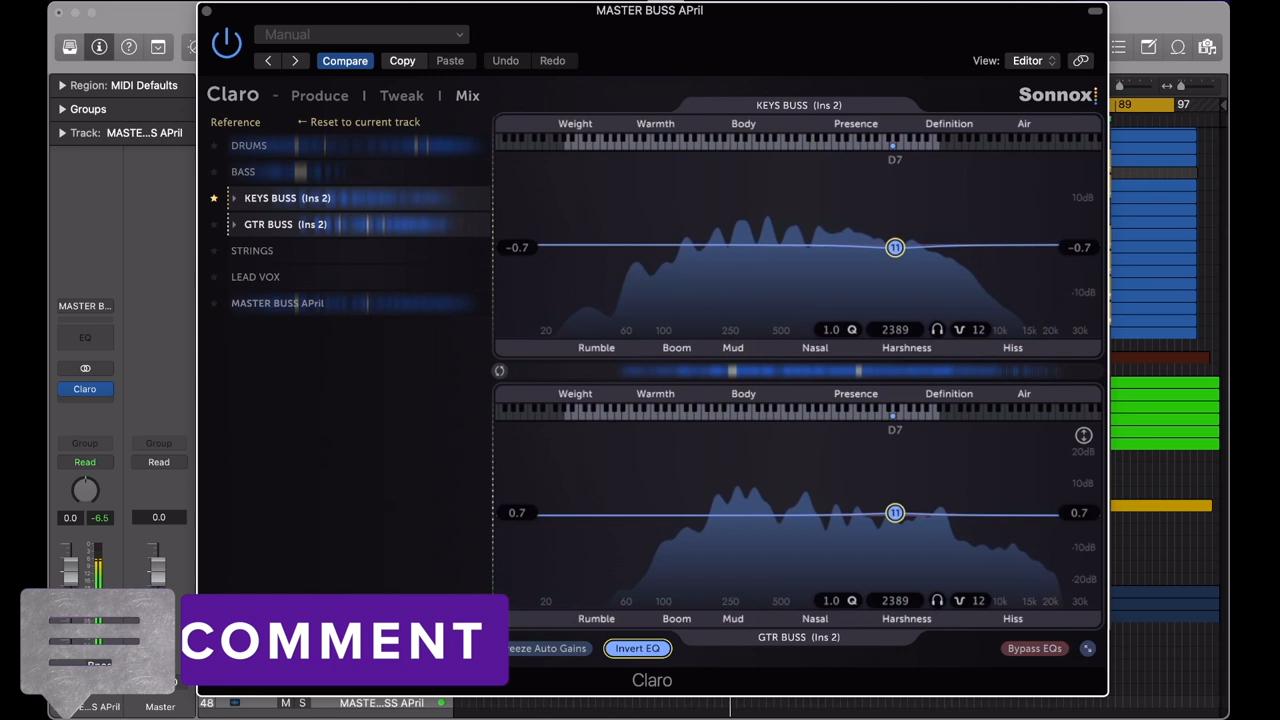 MASTER BUSS APril
Manual
Compare
Copy
Paste
Undo
Redo
View:
Editor
Region: MIDI Defaults
Groups
Track: MASTE...S APril
89
97
Claro - Produce | Tweak | Mix
Sonnox
Reference
← Reset to current track
DRUMS
BASS
KEYS BUSS (Ins 2)
GTR BUSS (Ins 2)
STRINGS
LEAD VOX
MASTER BUSS APril
KEYS BUSS (Ins 2)
Weight Warmth Body Presence Definition Air
D7
10dB
-0.7
-0.7
-10dB
1.0 Q 2389 12
20 60 100 250 500 10k 15k 20k 30k
Rumble Boom Mud Nasal Harshness Hiss
Weight Warmth Body Presence Definition Air
D7
20dB
10dB
0.7
0.7
-10dB
-20dB
1.0 Q 2389 12
20 60 100 250 500 10k 15k 20k 30k
Rumble Boom Mud Nasal Harshness Hiss
GTR BUSS (Ins 2)
reeze Auto Gains
Invert EQ
Bypass EQs
Claro
MASTER B...
EQ
Claro
Group Group
Read Read
0.0 -6.5 0.0
COMMENT
E...S APril
Master
48
M S
MASTE...SS APril